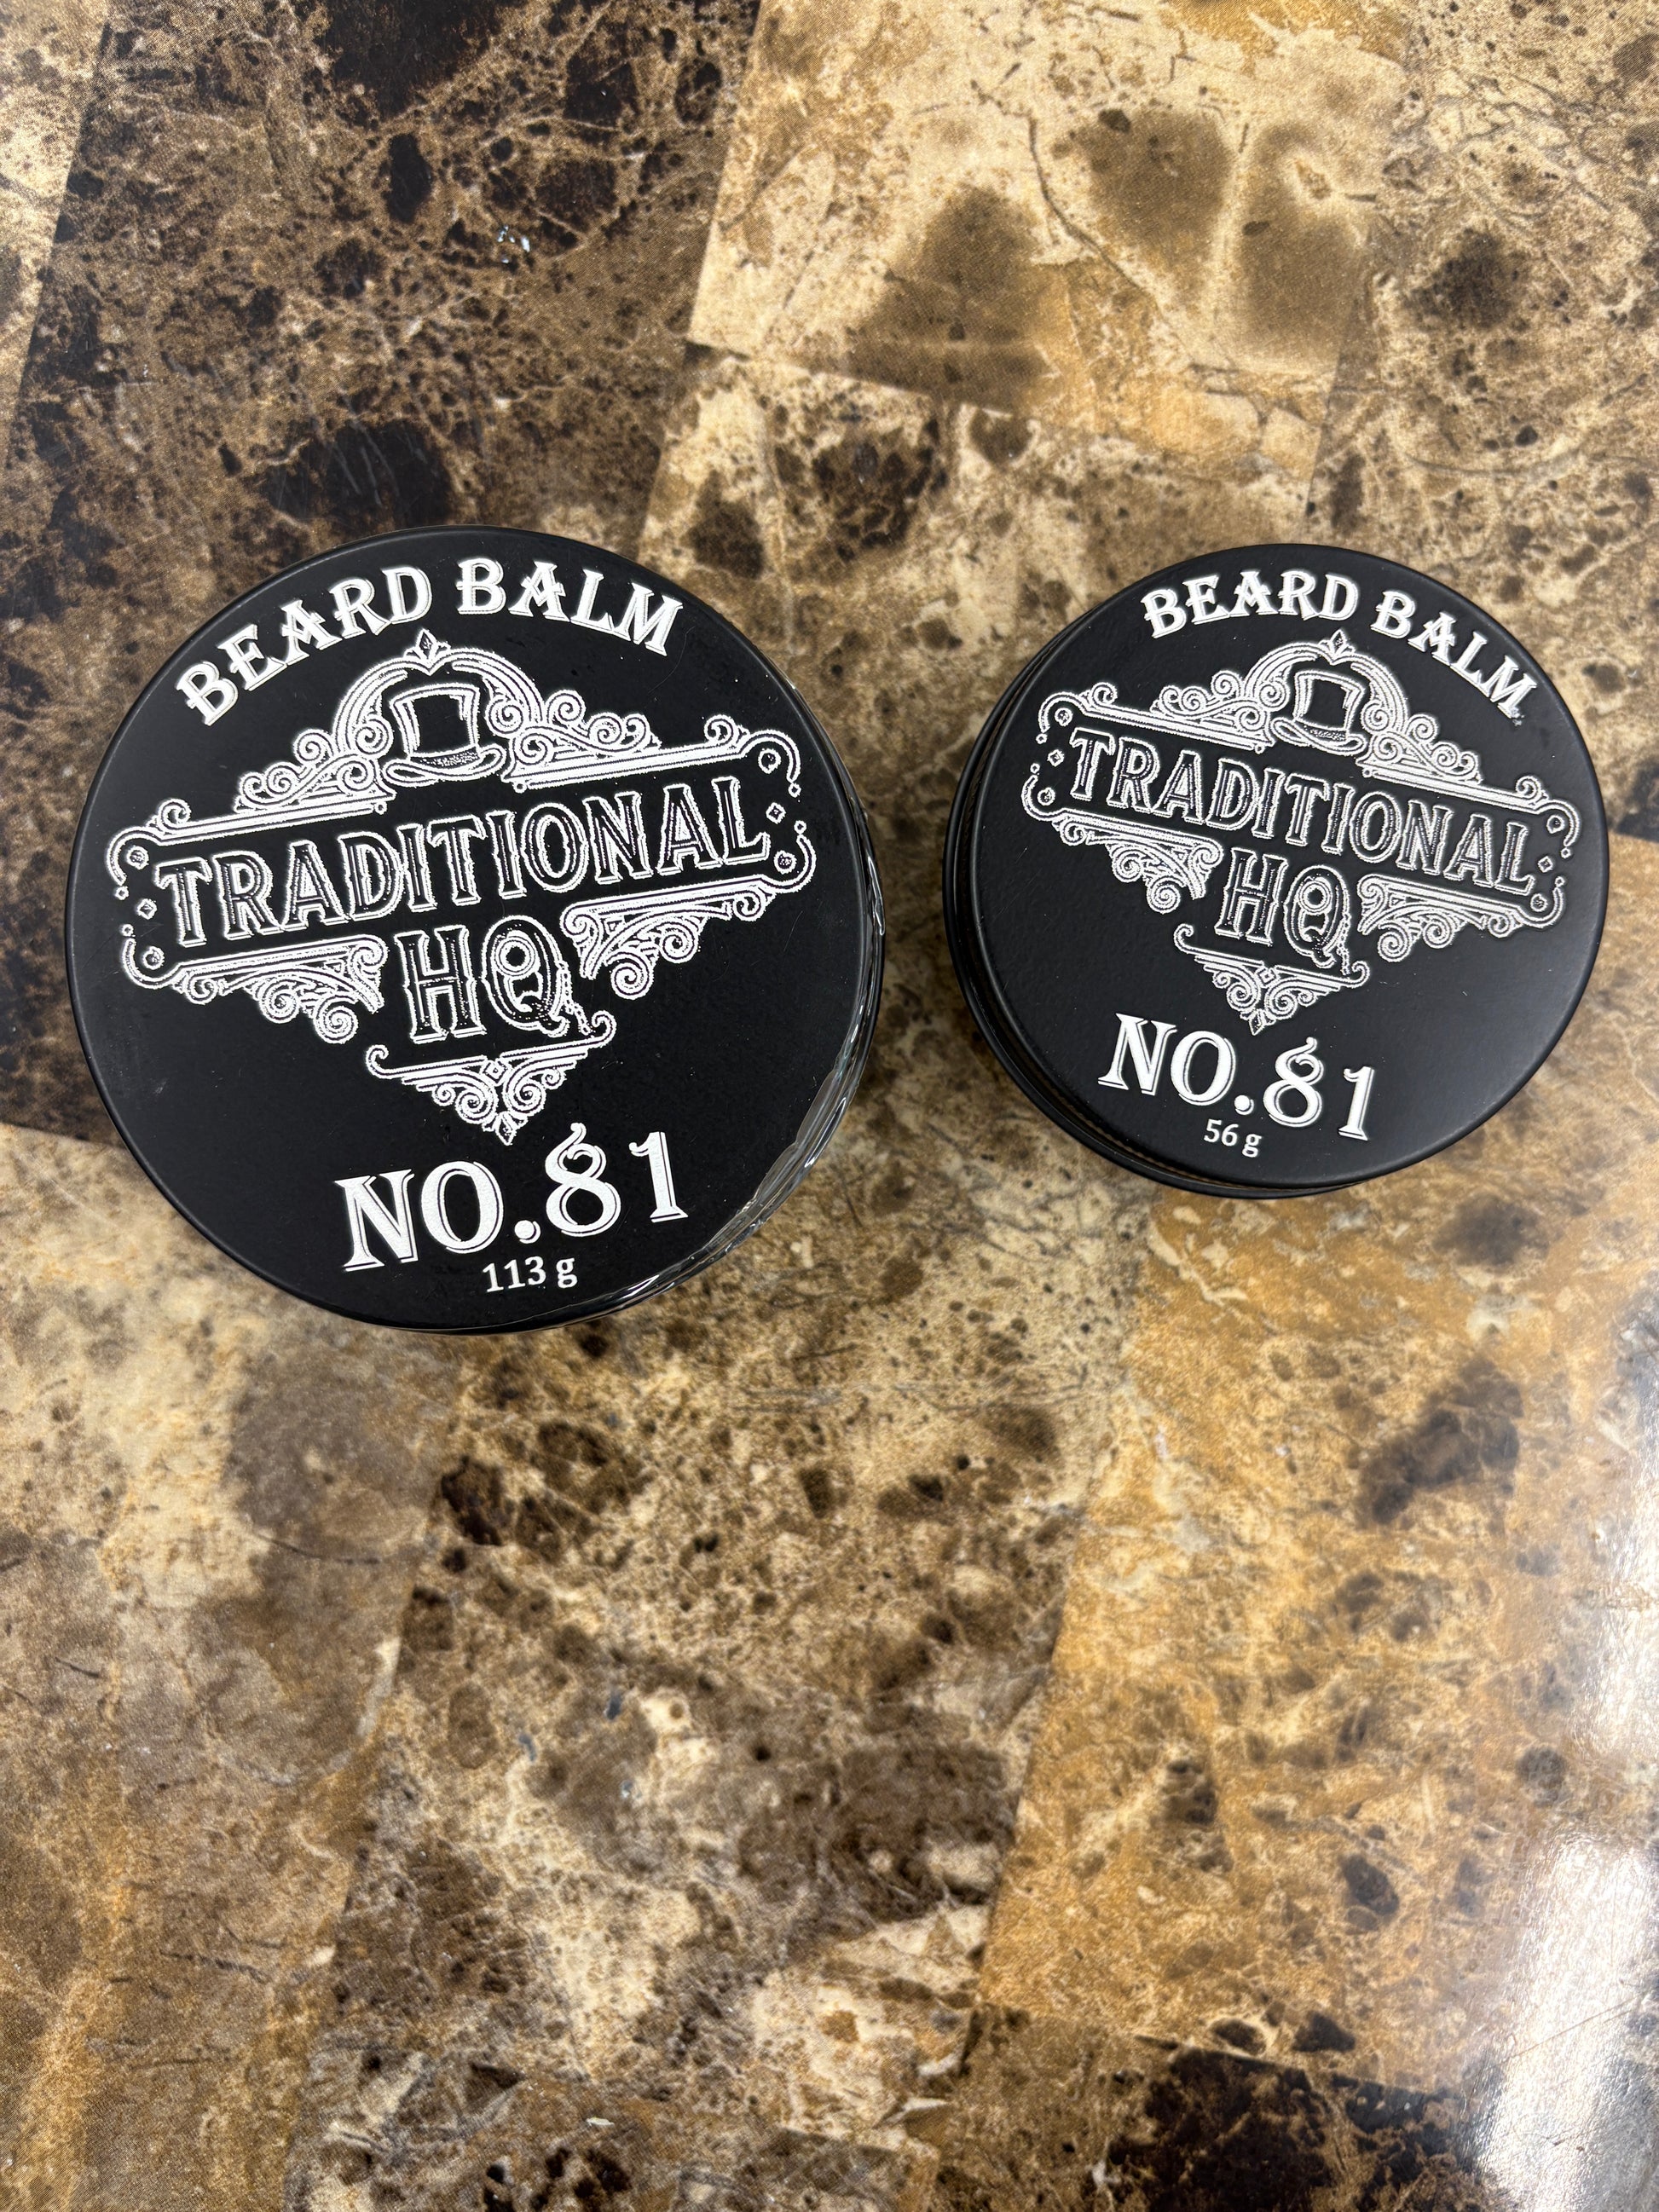 BEARD BALM
TRADITIONAL
HQ
NO.81
113 g
BEARD BALM
TRADITIONAL
HQ
NO.81
56 g